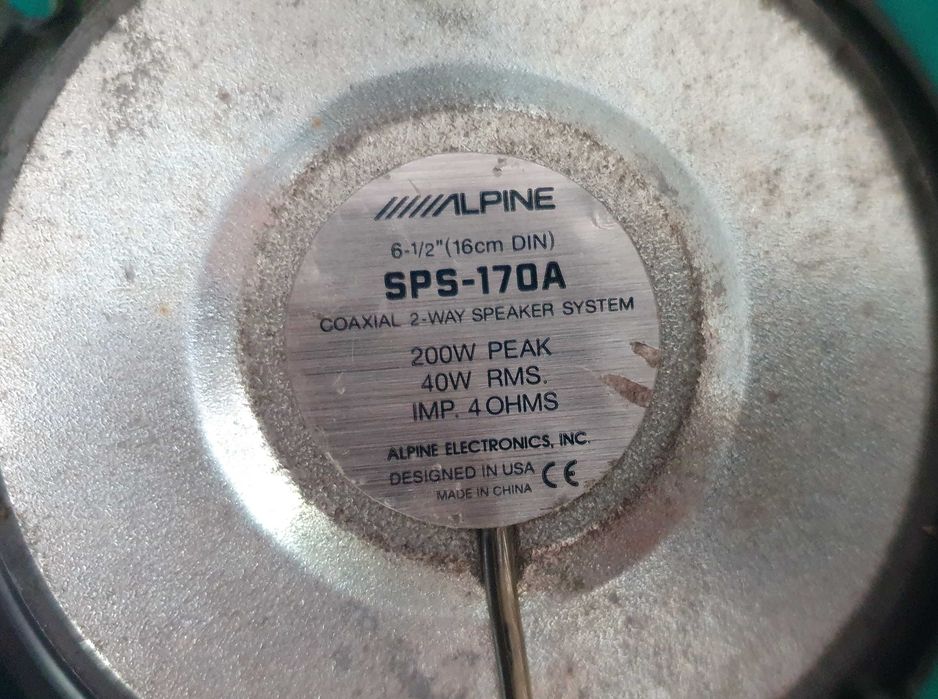 ALPINE
6-1/2"(16cm DIN)
SPS-170A
COAXIAL 2-WAY SPEAKER SYSTEM
200W PEAK
40W RMS.
IMP. 4 OHMS
ALPINE ELECTRONICS, INC.
DESIGNED IN USA CE
MADE IN CHINA